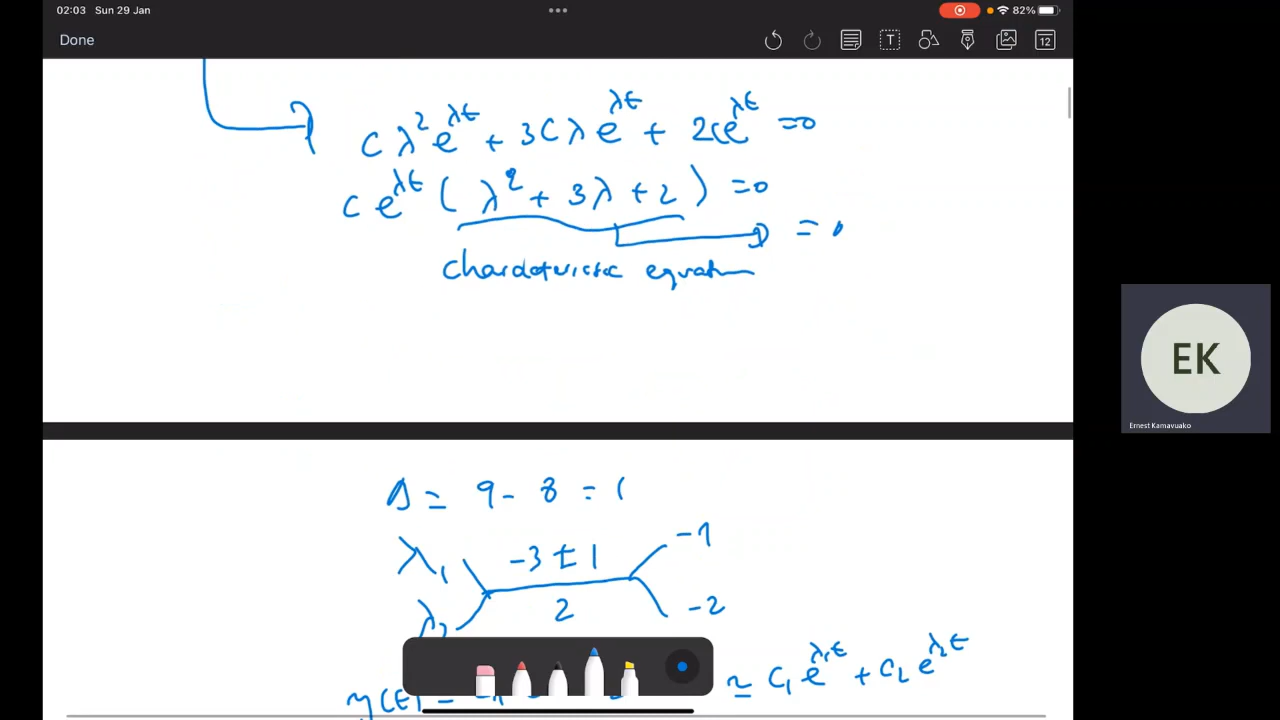 02:03 Sun 29 Jan
82%
Done
T
12
Cλ²e^λt + 3Cλe^λt + 2Ce^λt = 0
Ce^λt (λ² + 3λ + 2) = 0
= 0
characteristic equation
Δ = 9 - 8 = 1
λ₁ -3 ± 1 -1
λ₂ 2 -2
y(t) =
≃ C₁e^λ₁t + C₂e^λ₂t
EK
Ernest Kamavuako